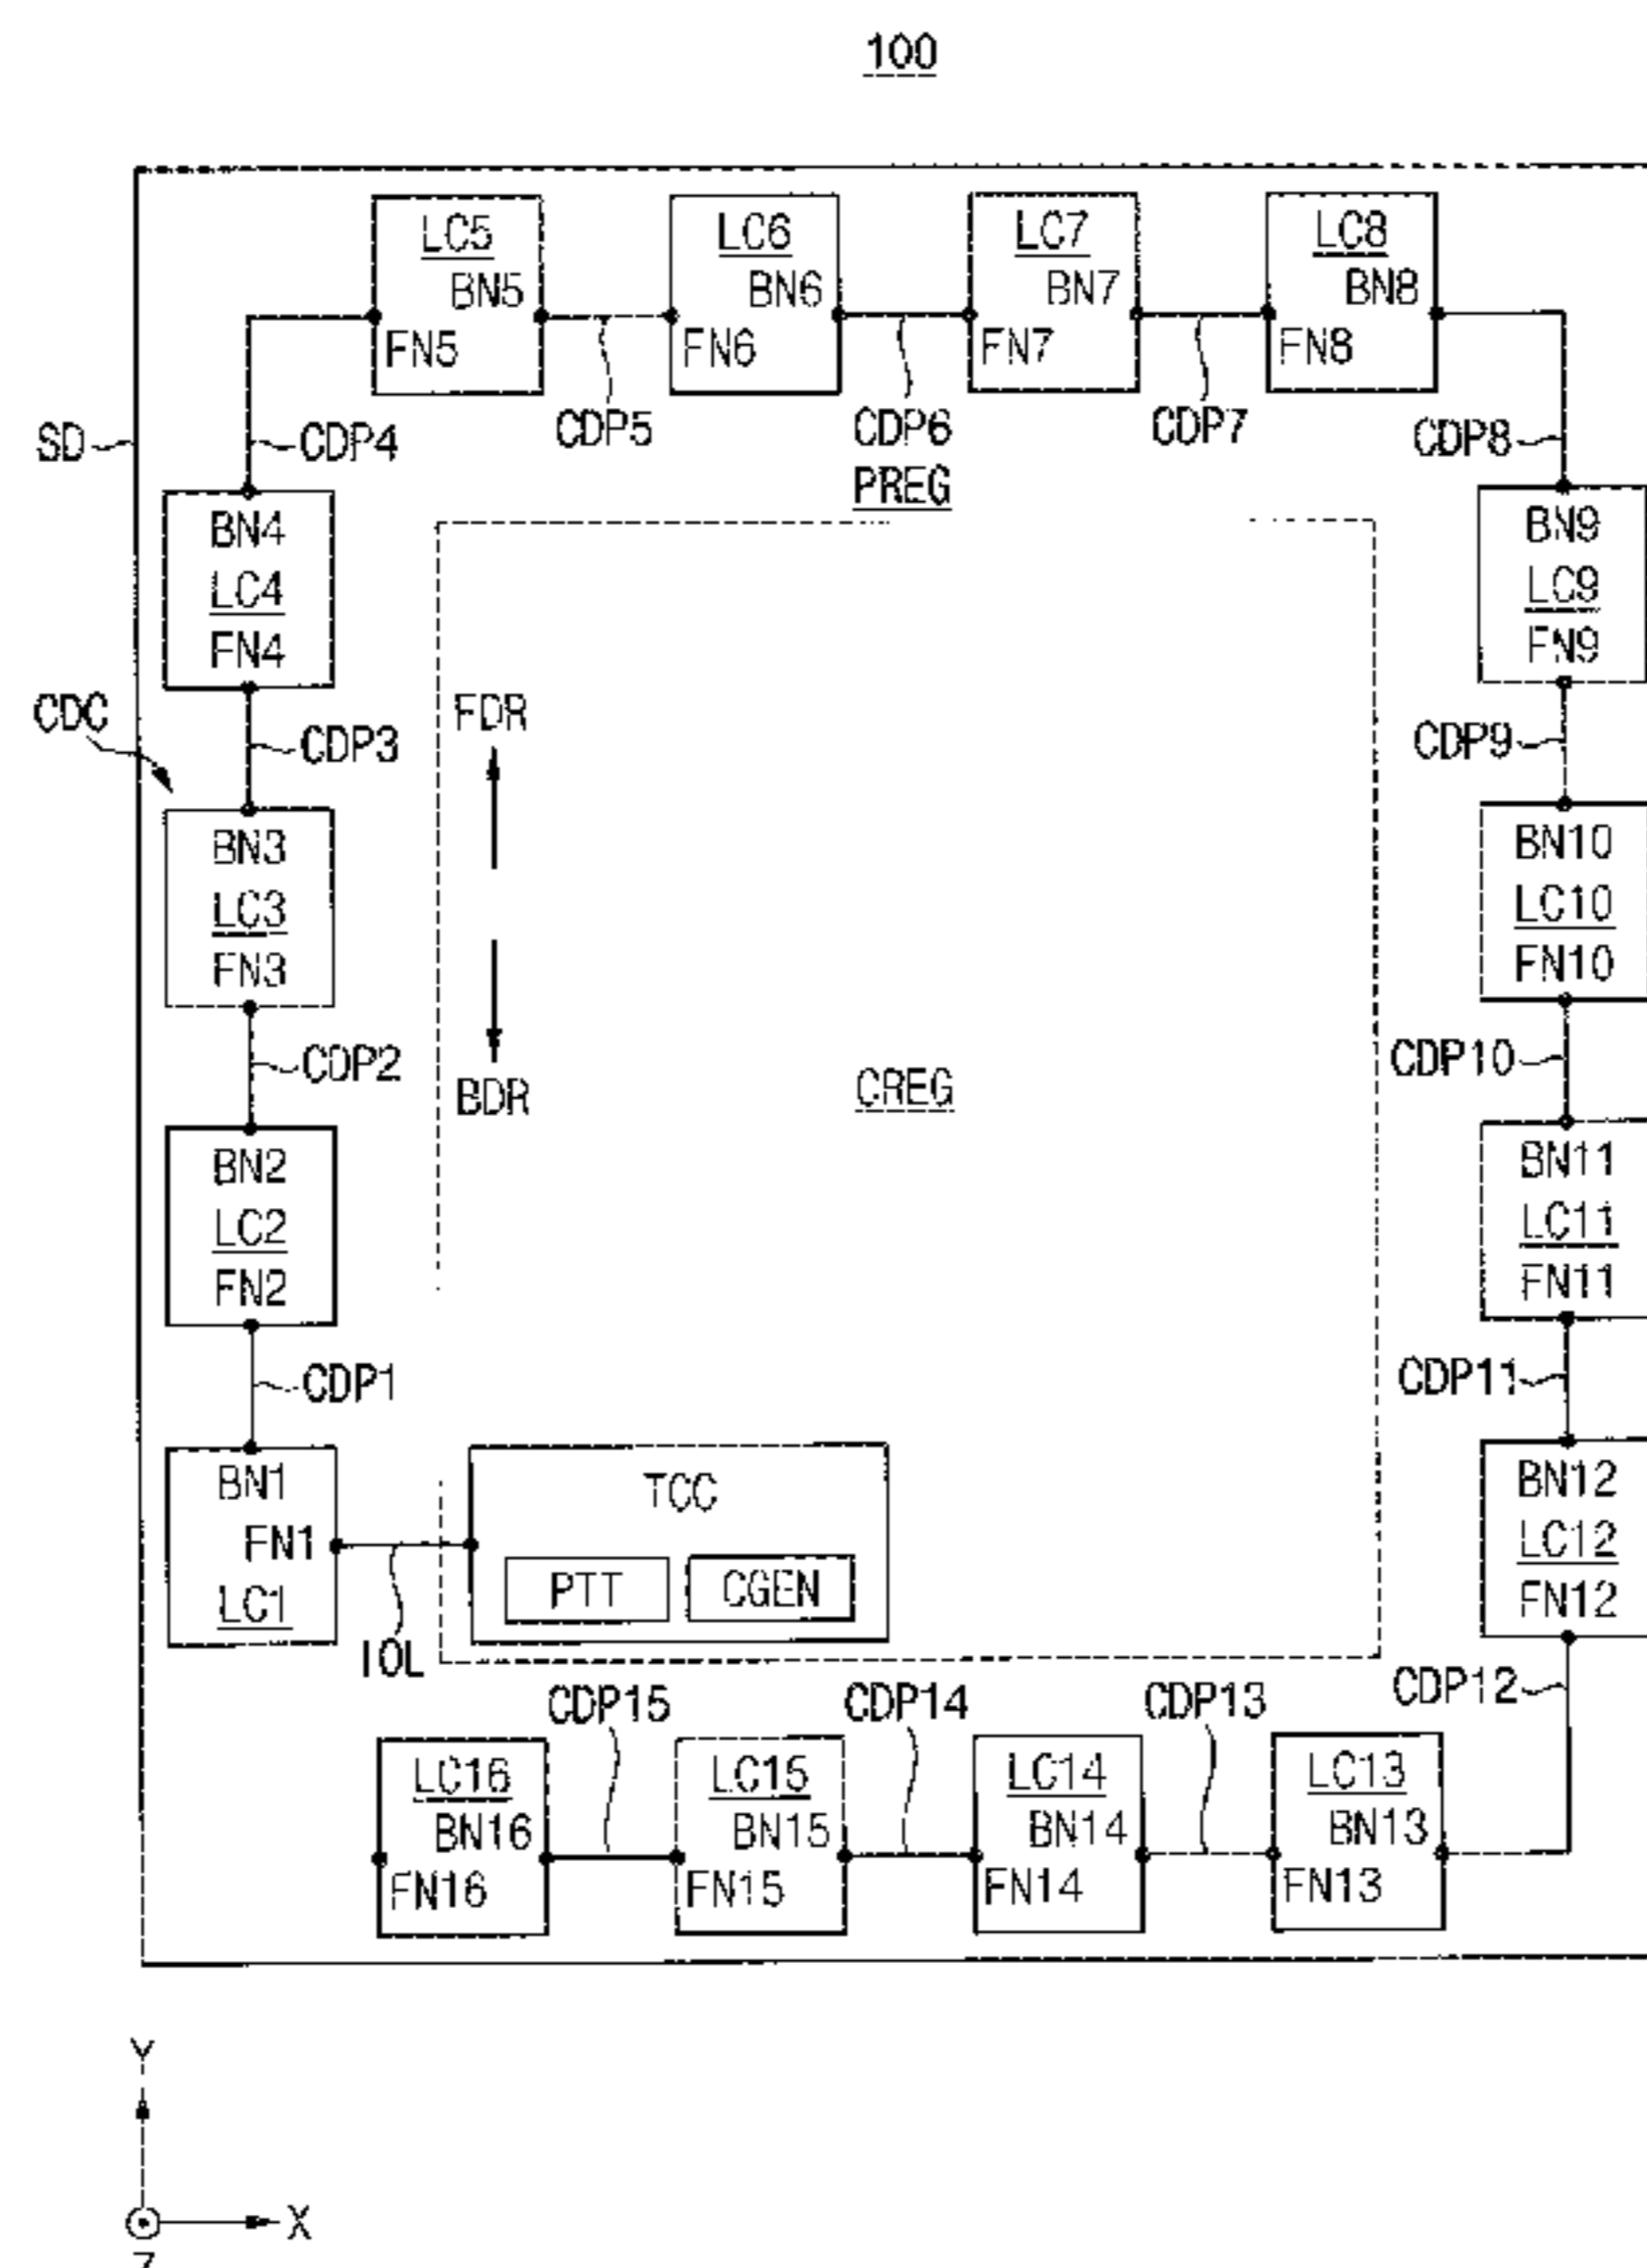 100
LC5
BN5
FN5
LC6
BN6
FN6
LC7
BN7
FN7
LC8
BN8
FN8
SD
CDP4
CDP5
CDP6
CDP7
CDP8
PREG
BN4
LC4
FN4
BN9
LC9
FN9
CDC
CDP3
FDR
CDP9
BN3
LC3
FN3
BN10
LC10
FN10
CDP2
BDR
CREG
CDP10
BN2
LC2
FN2
BN11
LC11
FN11
CDP1
CDP11
BN1
FN1
LC1
TCC
PTT
CGEN
BN12
LC12
FN12
IOL
CDP15
CDP14
CDP13
CDP12
LC16
BN16
FN16
LC15
BN15
FN15
LC14
BN14
FN14
LC13
BN13
FN13
Y
X
Z